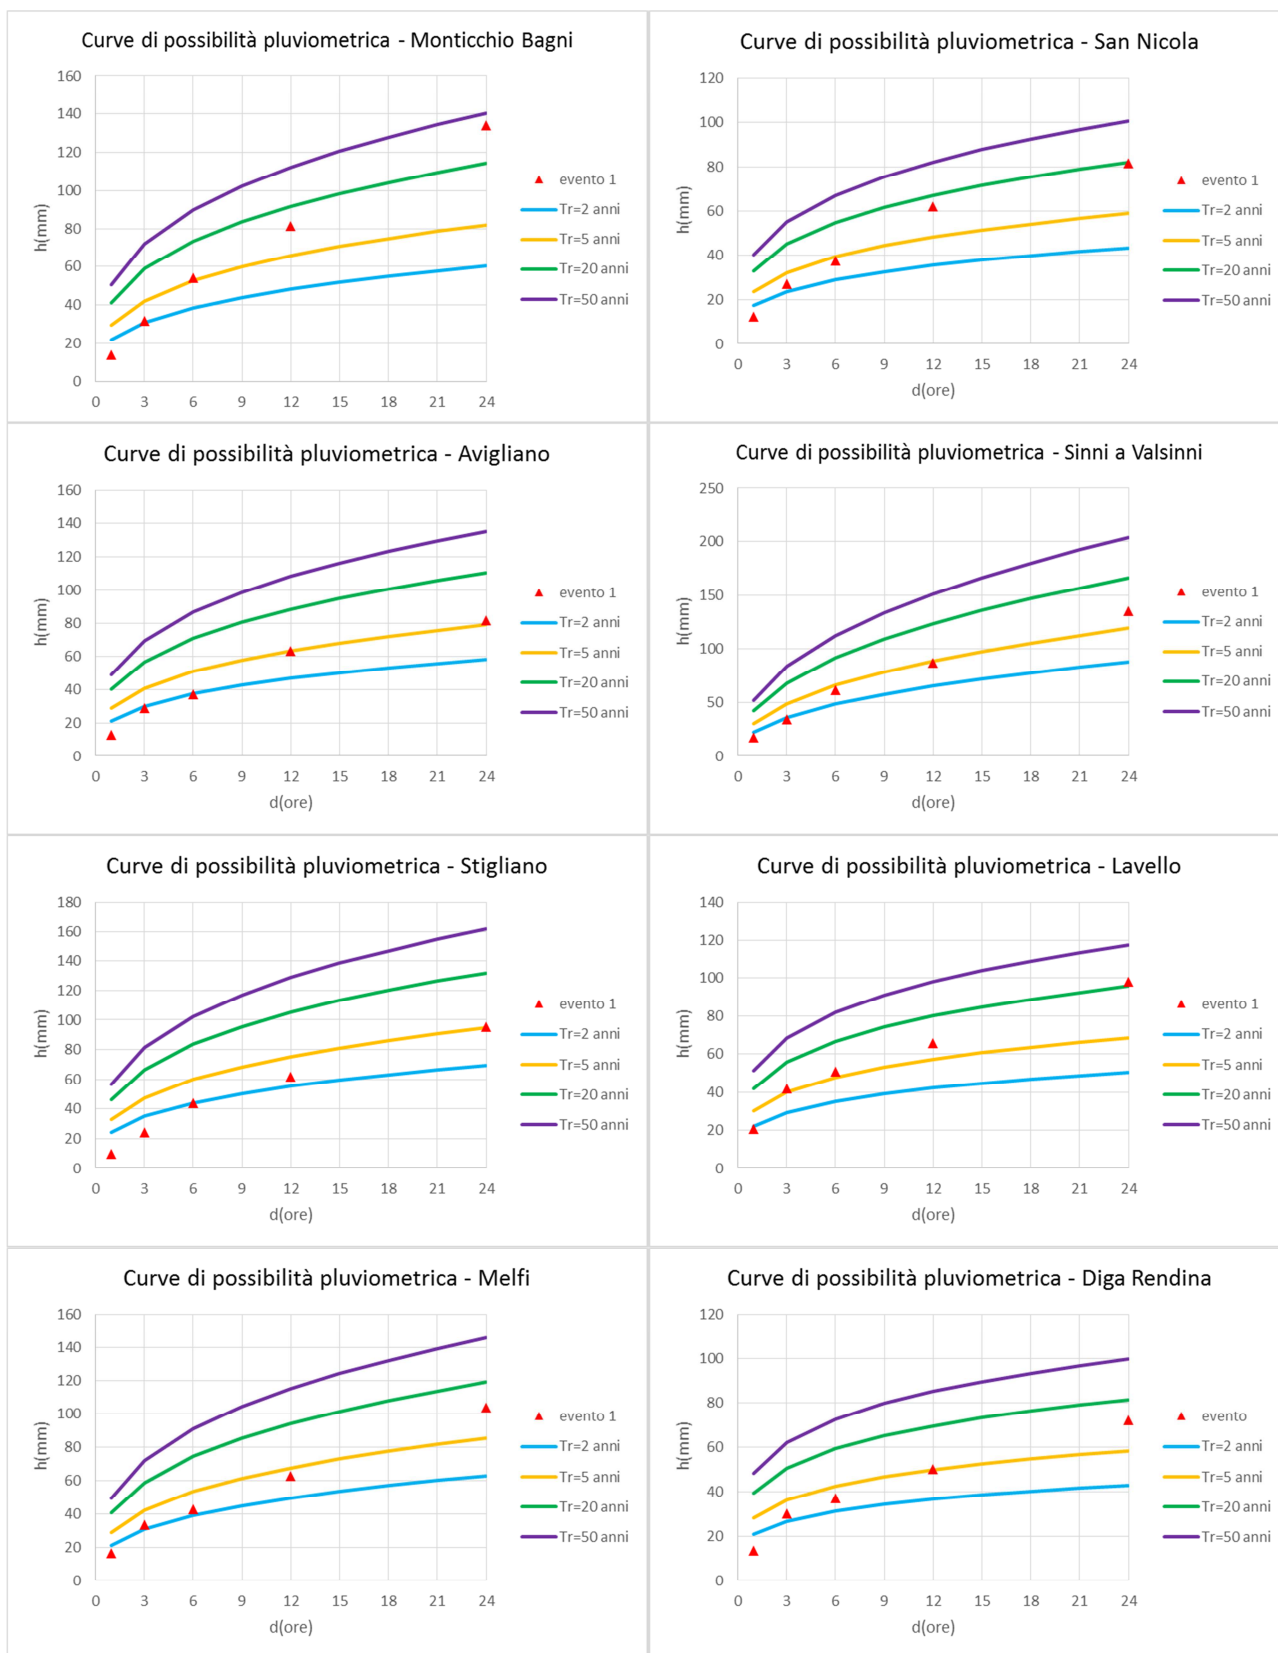 Curve di possibilità pluviometrica - Monticchio Bagni
160
140
120
100
80
60
40
20
0
h(mm)
0 3 6 9 12 15 18 21 24
d(ore)
evento 1
Tr=2 anni
Tr=5 anni
Tr=20 anni
Tr=50 anni
Curve di possibilità pluviometrica - San Nicola
120
100
80
60
40
20
0
h(mm)
0 3 6 9 12 15 18 21 24
d(ore)
evento 1
Tr=2 anni
Tr=5 anni
Tr=20 anni
Tr=50 anni
Curve di possibilità pluviometrica - Avigliano
160
140
120
100
80
60
40
20
0
h(mm)
0 3 6 9 12 15 18 21 24
d(ore)
evento 1
Tr=2 anni
Tr=5 anni
Tr=20 anni
Tr=50 anni
Curve di possibilità pluviometrica - Sinni a Valsinni
250
200
150
100
50
0
h(mm)
0 3 6 9 12 15 18 21 24
d(ore)
evento 1
Tr=2 anni
Tr=5 anni
Tr=20 anni
Tr=50 anni
Curve di possibilità pluviometrica - Stigliano
180
160
140
120
100
80
60
40
20
0
h(mm)
0 3 6 9 12 15 18 21 24
d(ore)
evento 1
Tr=2 anni
Tr=5 anni
Tr=20 anni
Tr=50 anni
Curve di possibilità pluviometrica - Lavello
140
120
100
80
60
40
20
0
h(mm)
0 3 6 9 12 15 18 21 24
d(ore)
evento 1
Tr=2 anni
Tr=5 anni
Tr=20 anni
Tr=50 anni
Curve di possibilità pluviometrica - Melfi
160
140
120
100
80
60
40
20
0
h(mm)
0 3 6 9 12 15 18 21 24
d(ore)
evento 1
Tr=2 anni
Tr=5 anni
Tr=20 anni
Tr=50 anni
Curve di possibilità pluviometrica - Diga Rendina
120
100
80
60
40
20
0
h(mm)
0 3 6 9 12 15 18 21 24
d(ore)
evento
Tr=2 anni
Tr=5 anni
Tr=20 anni
Tr=50 anni